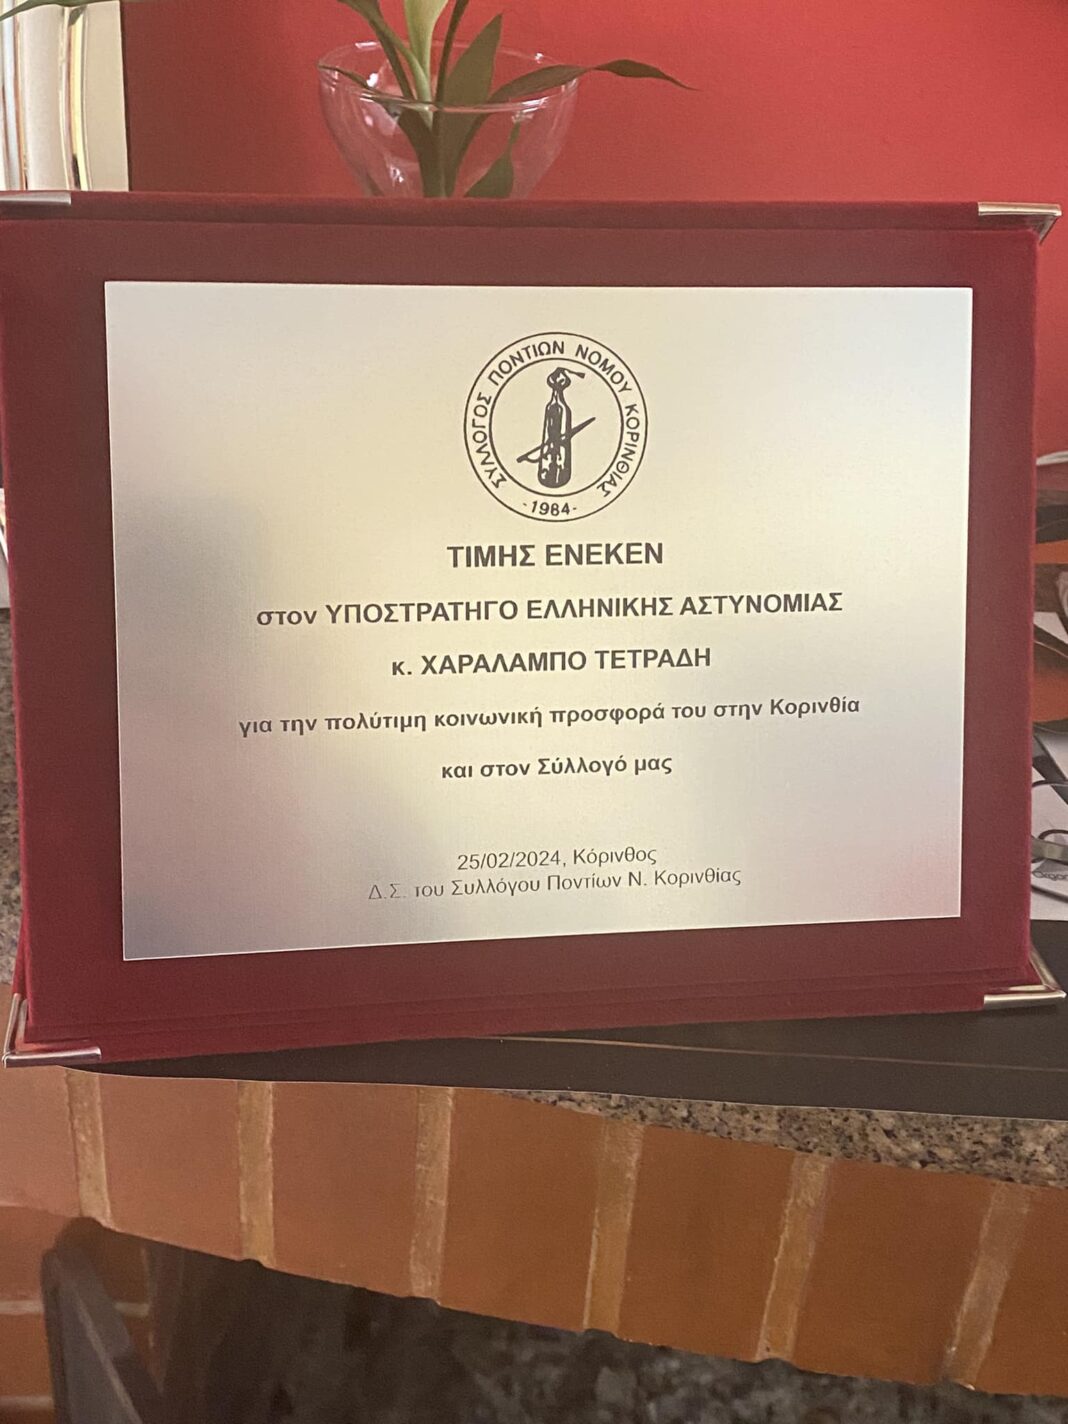 ΣΥΛΛΟΓΟΣ ΠΟΝΤΙΩΝ ΝΟΜΟΥ ΚΟΡΙΝΘΙΑΣ
-1984-
ΤΙΜΗΣ ΕΝΕΚΕΝ
στον ΥΠΟΣΤΡΑΤΗΓΟ ΕΛΛΗΝΙΚΗΣ ΑΣΤΥΝΟΜΙΑΣ
κ. ΧΑΡΑΛΑΜΠΟ ΤΕΤΡΑΔΗ
για την πολύτιμη κοινωνική προσφορά του στην Κορινθία
και στον Σύλλογό μας
25/02/2024, Κόρινθος
Δ.Σ. του Συλλόγου Ποντίων Ν. Κορινθίας